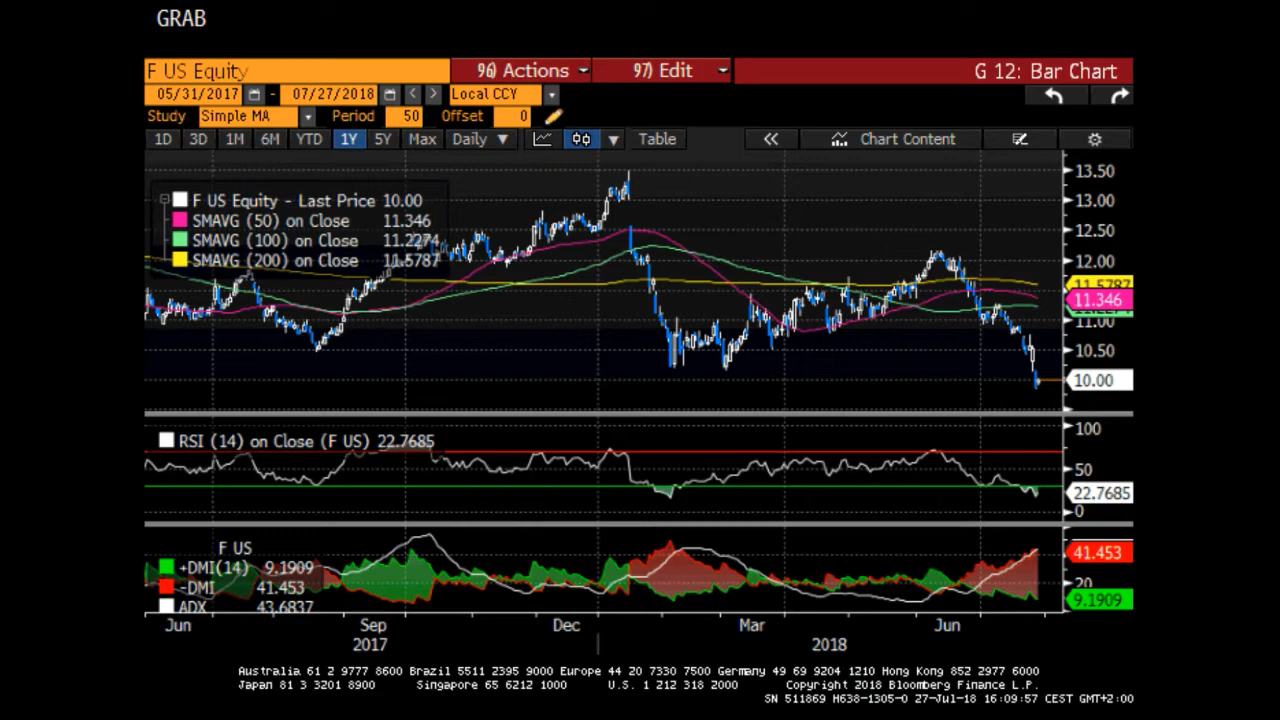 GRAB
F US Equity 96) Actions 97) Edit G 12: Bar Chart
05/31/2017 - 07/27/2018 Local CCY
Study Simple MA Period 50 Offset 0
1D 3D 1M 6M YTD 1Y 5Y Max Daily Table Chart Content
F US Equity - Last Price 10.00
SMAVG (50) on Close 11.346
SMAVG (100) on Close 11.2274
SMAVG (200) on Close 11.5787
13.50
13.00
12.50
12.00
11.5787
11.346
11.2274
11.00
10.50
10.00
RSI (14) on Close (F US) 22.7685
100
50
22.7685
0
F US
+DMI(14) 9.1909
-DMI 41.453
ADX 43.6837
41.453
20
9.1909
Jun Sep Dec Mar Jun
2017 2018
Australia 61 2 9777 8600 Brazil 5511 2395 9000 Europe 44 20 7330 7500 Germany 49 69 9204 1210 Hong Kong 852 2977 6000
Japan 81 3 3201 8900 Singapore 65 6212 1000 U.S. 1 212 318 2000 Copyright 2018 Bloomberg Finance L.P.
SN 511869 H638-1305-0 27-Jul-18 16:09:57 CEST GMT+2:00